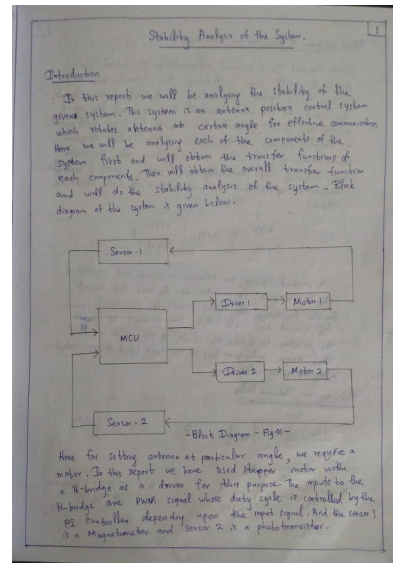 1
Stability Analysis of the System.
Introduction
In this report we will be analysing the stability of the
given system. This system is an antenna position control system
which rotates antenna at certain angle for effective communication.
Here we will be analysing each of the components of the
system first and will obtain the transfer functions of
each components. Then will obtain the overall transfer function
and will do the stability analysis of the system. Block
diagram of the system is given below.
Sensor-1
Driver 1
Motor 1
MCU
Driver 2
Motor 2
Sensor-2
-Block Diagram - Fig-01-
Here for setting antenna at particular angle, we require a
motor. In this report we have used stepper motor with
a H-bridge as a driver for this purpose. The inputs to the
H-bridge are PWM signal whose duty cycle is controlled by the
PI controller depending upon the input signal. And the sensor 1
is a Magnetometer and sensor 2 is a phototransistor.